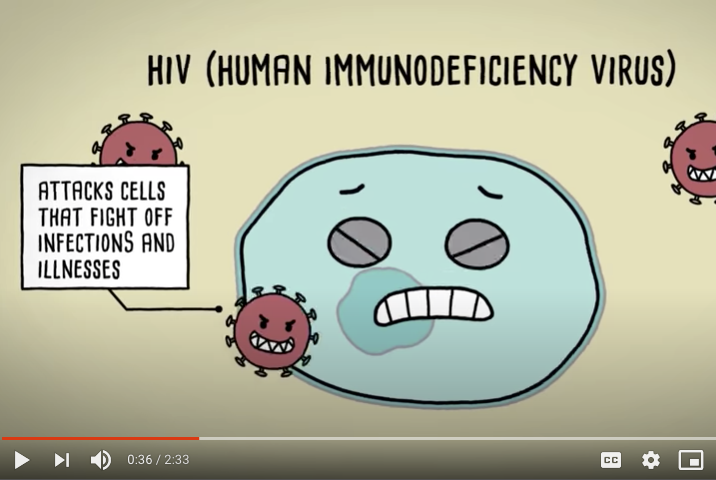 HIV (HUMAN IMMUNODEFICIENCY VIRUS)
ATTACKS CELLS
THAT FIGHT OFF
INFECTIONS AND
ILLNESSES
0:36 / 2:33
CC